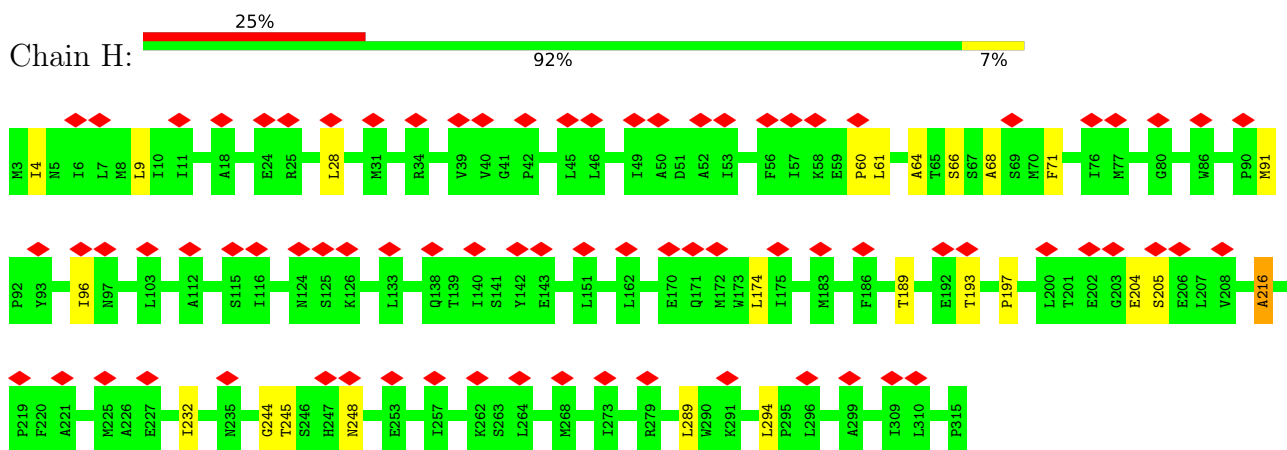 25%
Chain H:
92% 7%
M3 I4 N5 I6 L7 M8 L9 I10 I11 A18 E24 R25 L28 M31 R34 V39 V40 G41 P42 L45 L46 I49 A50 D51 A52 I53 F56 I57 K58 E59 P60 L61 A64 T65 S66 S67 A68 S69 M70 F71 I76 M77 G80 W86 P90 M91
P92 Y93 I96 N97 L103 A112 S115 I116 N124 S125 K126 L133 Q138 T139 I140 S141 Y142 E143 L151 L162 E170 Q171 M172 W173 L174 I175 M183 F186 T189 E192 T193 P197 L200 T201 E202 G203 E204 S205 E206 L207 V208 A216
P219 F220 A221 M225 A226 E227 I232 N235 G244 T245 S246 H247 N248 E253 I257 K262 S263 L264 M268 I273 R279 L289 W290 K291 L294 P295 L296 A299 I309 L310 P315